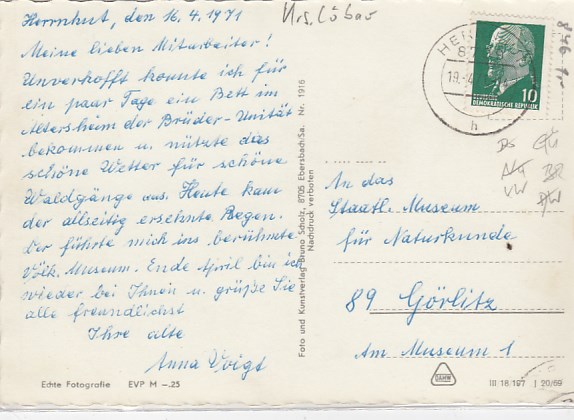 Herrnhut, den 16.4.1971
Krs. Löbau
Meine lieben Mitarbeiter!
Unverhofft konnte ich für
ein paar Tage ein Bett im
Altersheim der Brüder-Unität
bekommen u. nützte das
schöne Wetter für schöne
Waldgänge aus. Heute kam
der allseitig ersehnte Regen.
Der führte mich ins berühmte
Völk. Museum. Ende April bin ich
wieder bei Ihnen u. grüße Sie
alle freundlichst
Ihre alte
Anna Voigt
Echte Fotografie EVP M -.25
Foto und Kunstverlag Bruno Scholz, 8705 Ebersbach/Sa. Nr. 1916
Nachdruck verboten
10
DEUTSCHE
DEMOKRATISCHE REPUBLIK
h
An das
Staatl. Museum
für Naturkunde
89 Görlitz
Am Museum 1
III 18/197 J 20/69